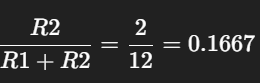 R2 / R1 + R2 = 2 / 12 = 0.1667